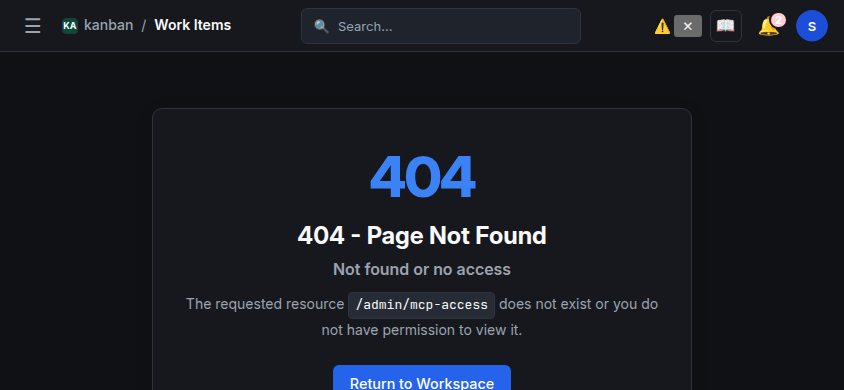 KA kanban / Work Items
Search...
2
S
404
404 - Page Not Found
Not found or no access
The requested resource /admin/mcp-access does not exist or you do
not have permission to view it.
Return to Workspace